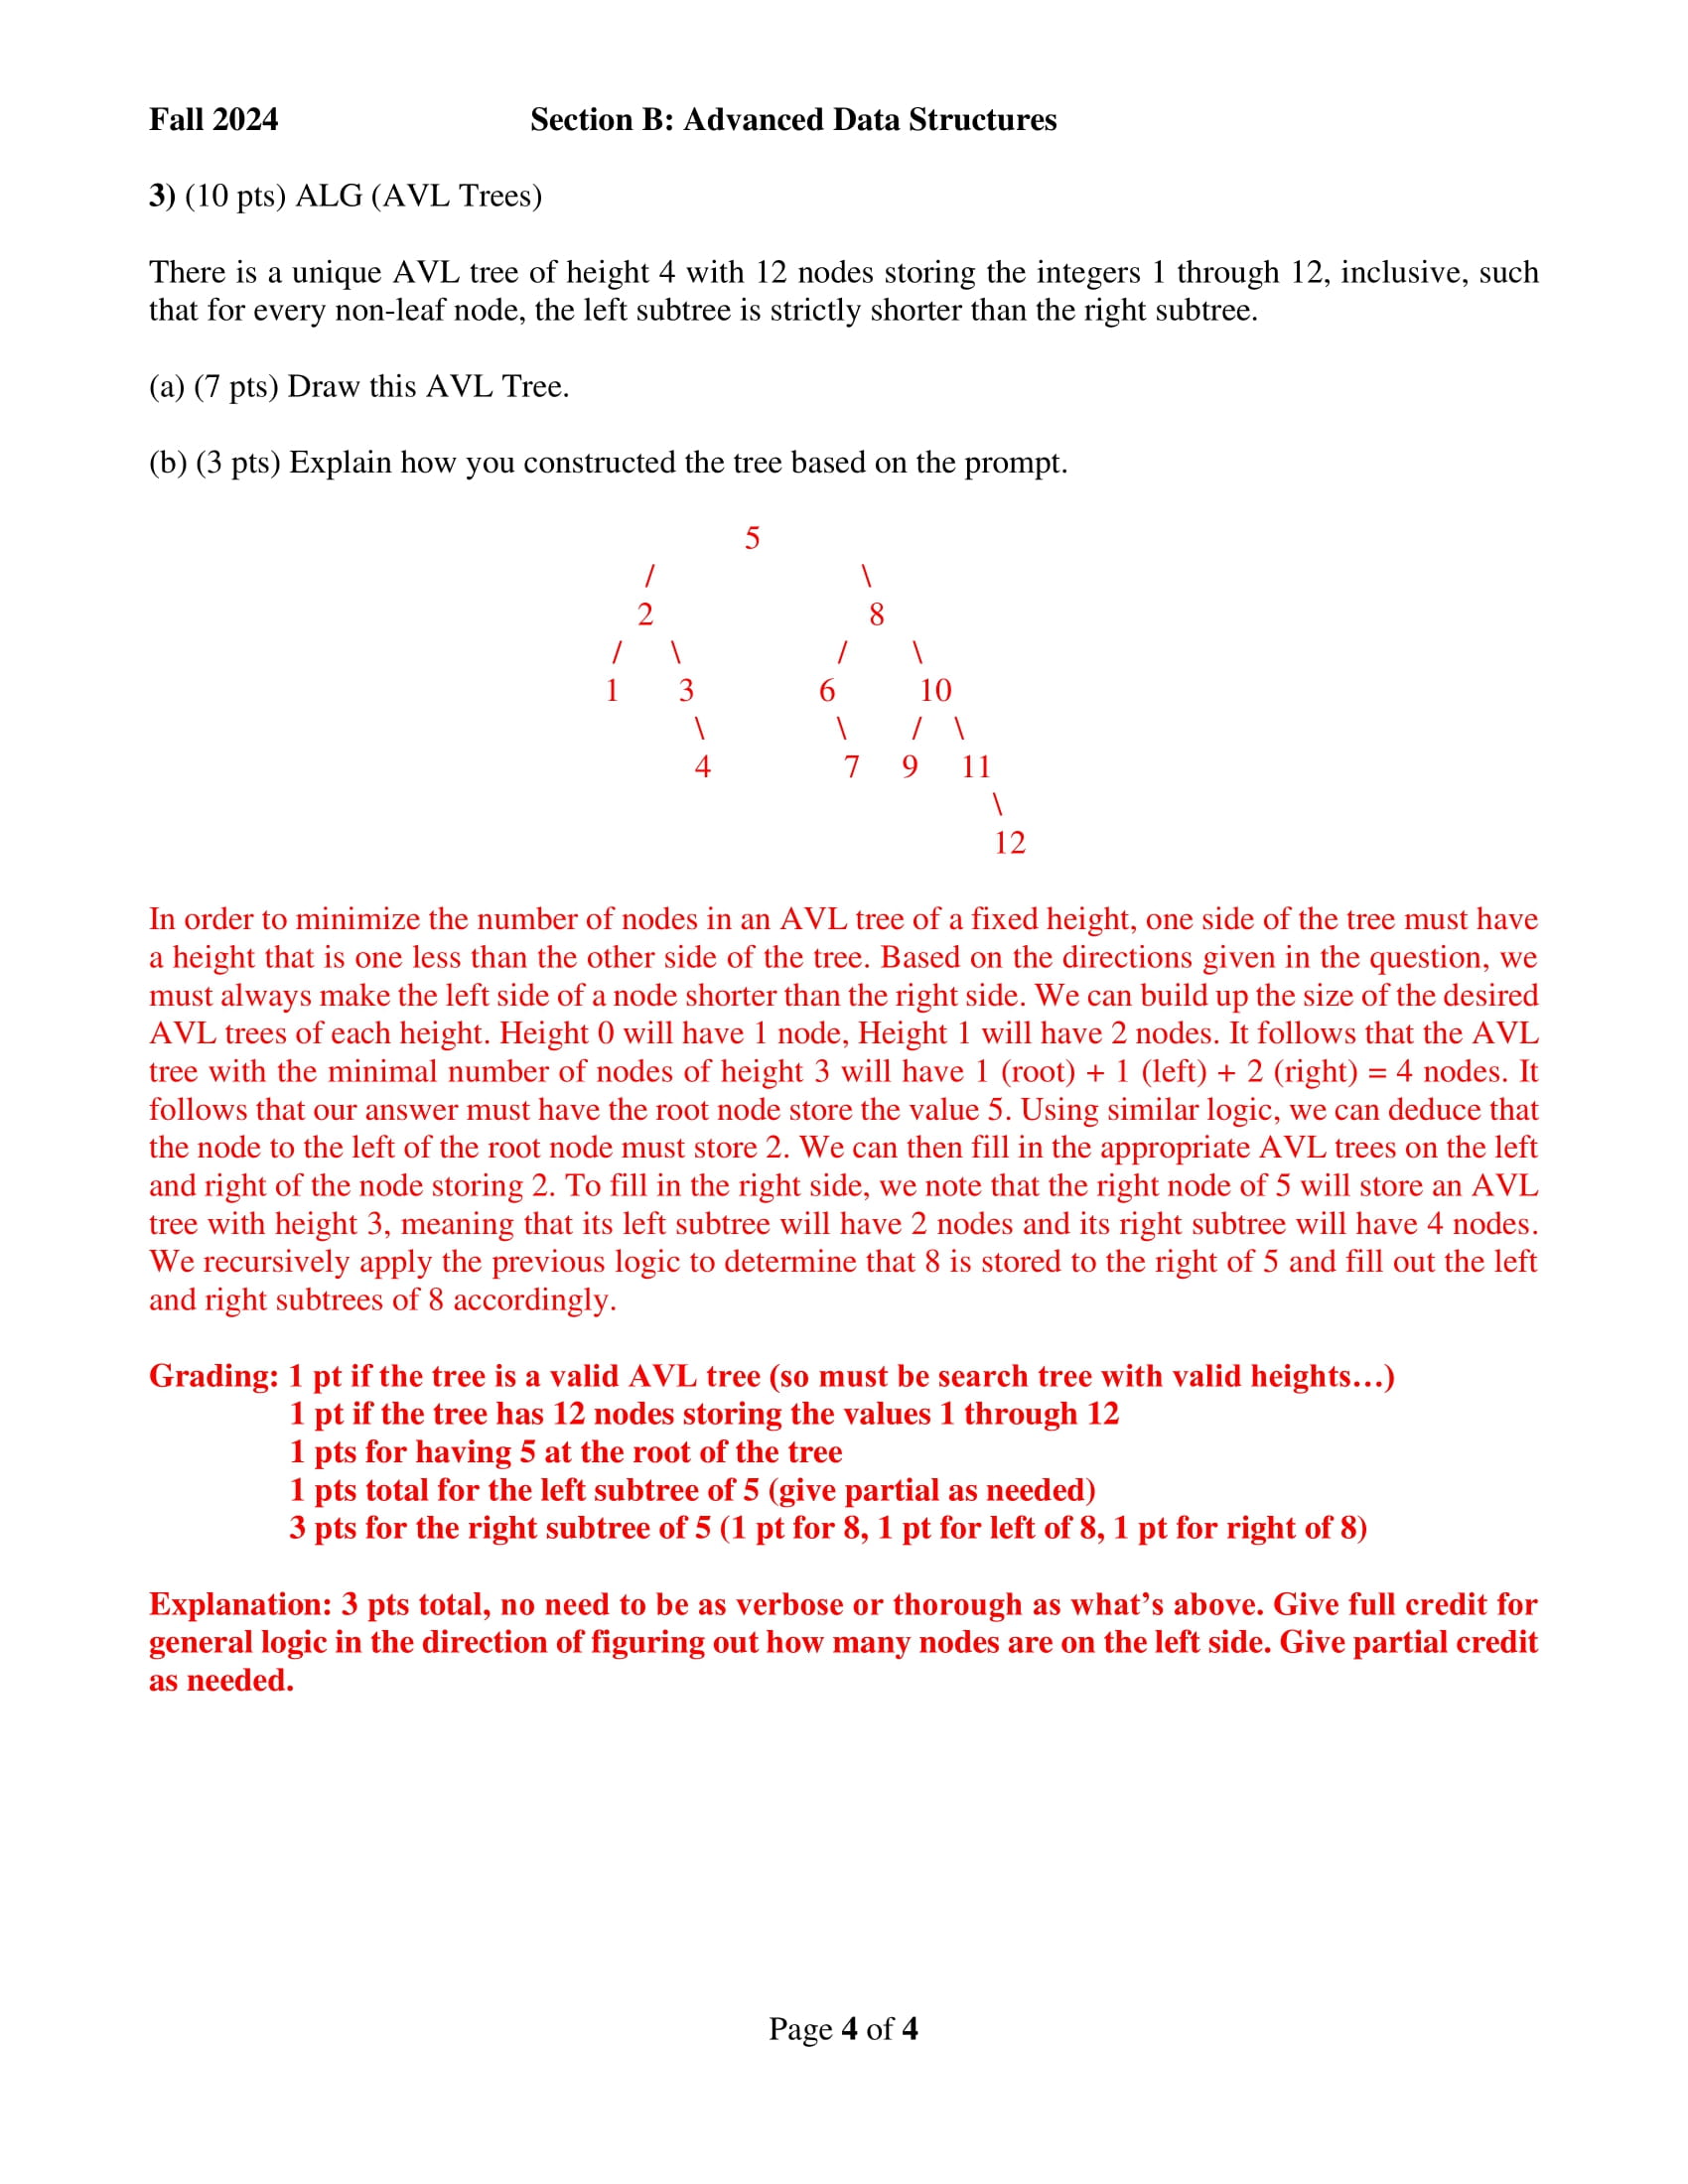 Fall 2024 Section B: Advanced Data Structures
3) (10 pts) ALG (AVL Trees)
There is a unique AVL tree of height 4 with 12 nodes storing the integers 1 through 12, inclusive, such
that for every non-leaf node, the left subtree is strictly shorter than the right subtree.
(a) (7 pts) Draw this AVL Tree.
(b) (3 pts) Explain how you constructed the tree based on the prompt.
5
/ \
2 8
/ \ / \
1 3 6 10
\ \ / \
4 7 9 11
\
12
In order to minimize the number of nodes in an AVL tree of a fixed height, one side of the tree must have
a height that is one less than the other side of the tree. Based on the directions given in the question, we
must always make the left side of a node shorter than the right side. We can build up the size of the desired
AVL trees of each height. Height 0 will have 1 node, Height 1 will have 2 nodes. It follows that the AVL
tree with the minimal number of nodes of height 3 will have 1 (root) + 1 (left) + 2 (right) = 4 nodes. It
follows that our answer must have the root node store the value 5. Using similar logic, we can deduce that
the node to the left of the root node must store 2. We can then fill in the appropriate AVL trees on the left
and right of the node storing 2. To fill in the right side, we note that the right node of 5 will store an AVL
tree with height 3, meaning that its left subtree will have 2 nodes and its right subtree will have 4 nodes.
We recursively apply the previous logic to determine that 8 is stored to the right of 5 and fill out the left
and right subtrees of 8 accordingly.
Grading: 1 pt if the tree is a valid AVL tree (so must be search tree with valid heights…)
1 pt if the tree has 12 nodes storing the values 1 through 12
1 pts for having 5 at the root of the tree
1 pts total for the left subtree of 5 (give partial as needed)
3 pts for the right subtree of 5 (1 pt for 8, 1 pt for left of 8, 1 pt for right of 8)
Explanation: 3 pts total, no need to be as verbose or thorough as what’s above. Give full credit for
general logic in the direction of figuring out how many nodes are on the left side. Give partial credit
as needed.
Page 4 of 4